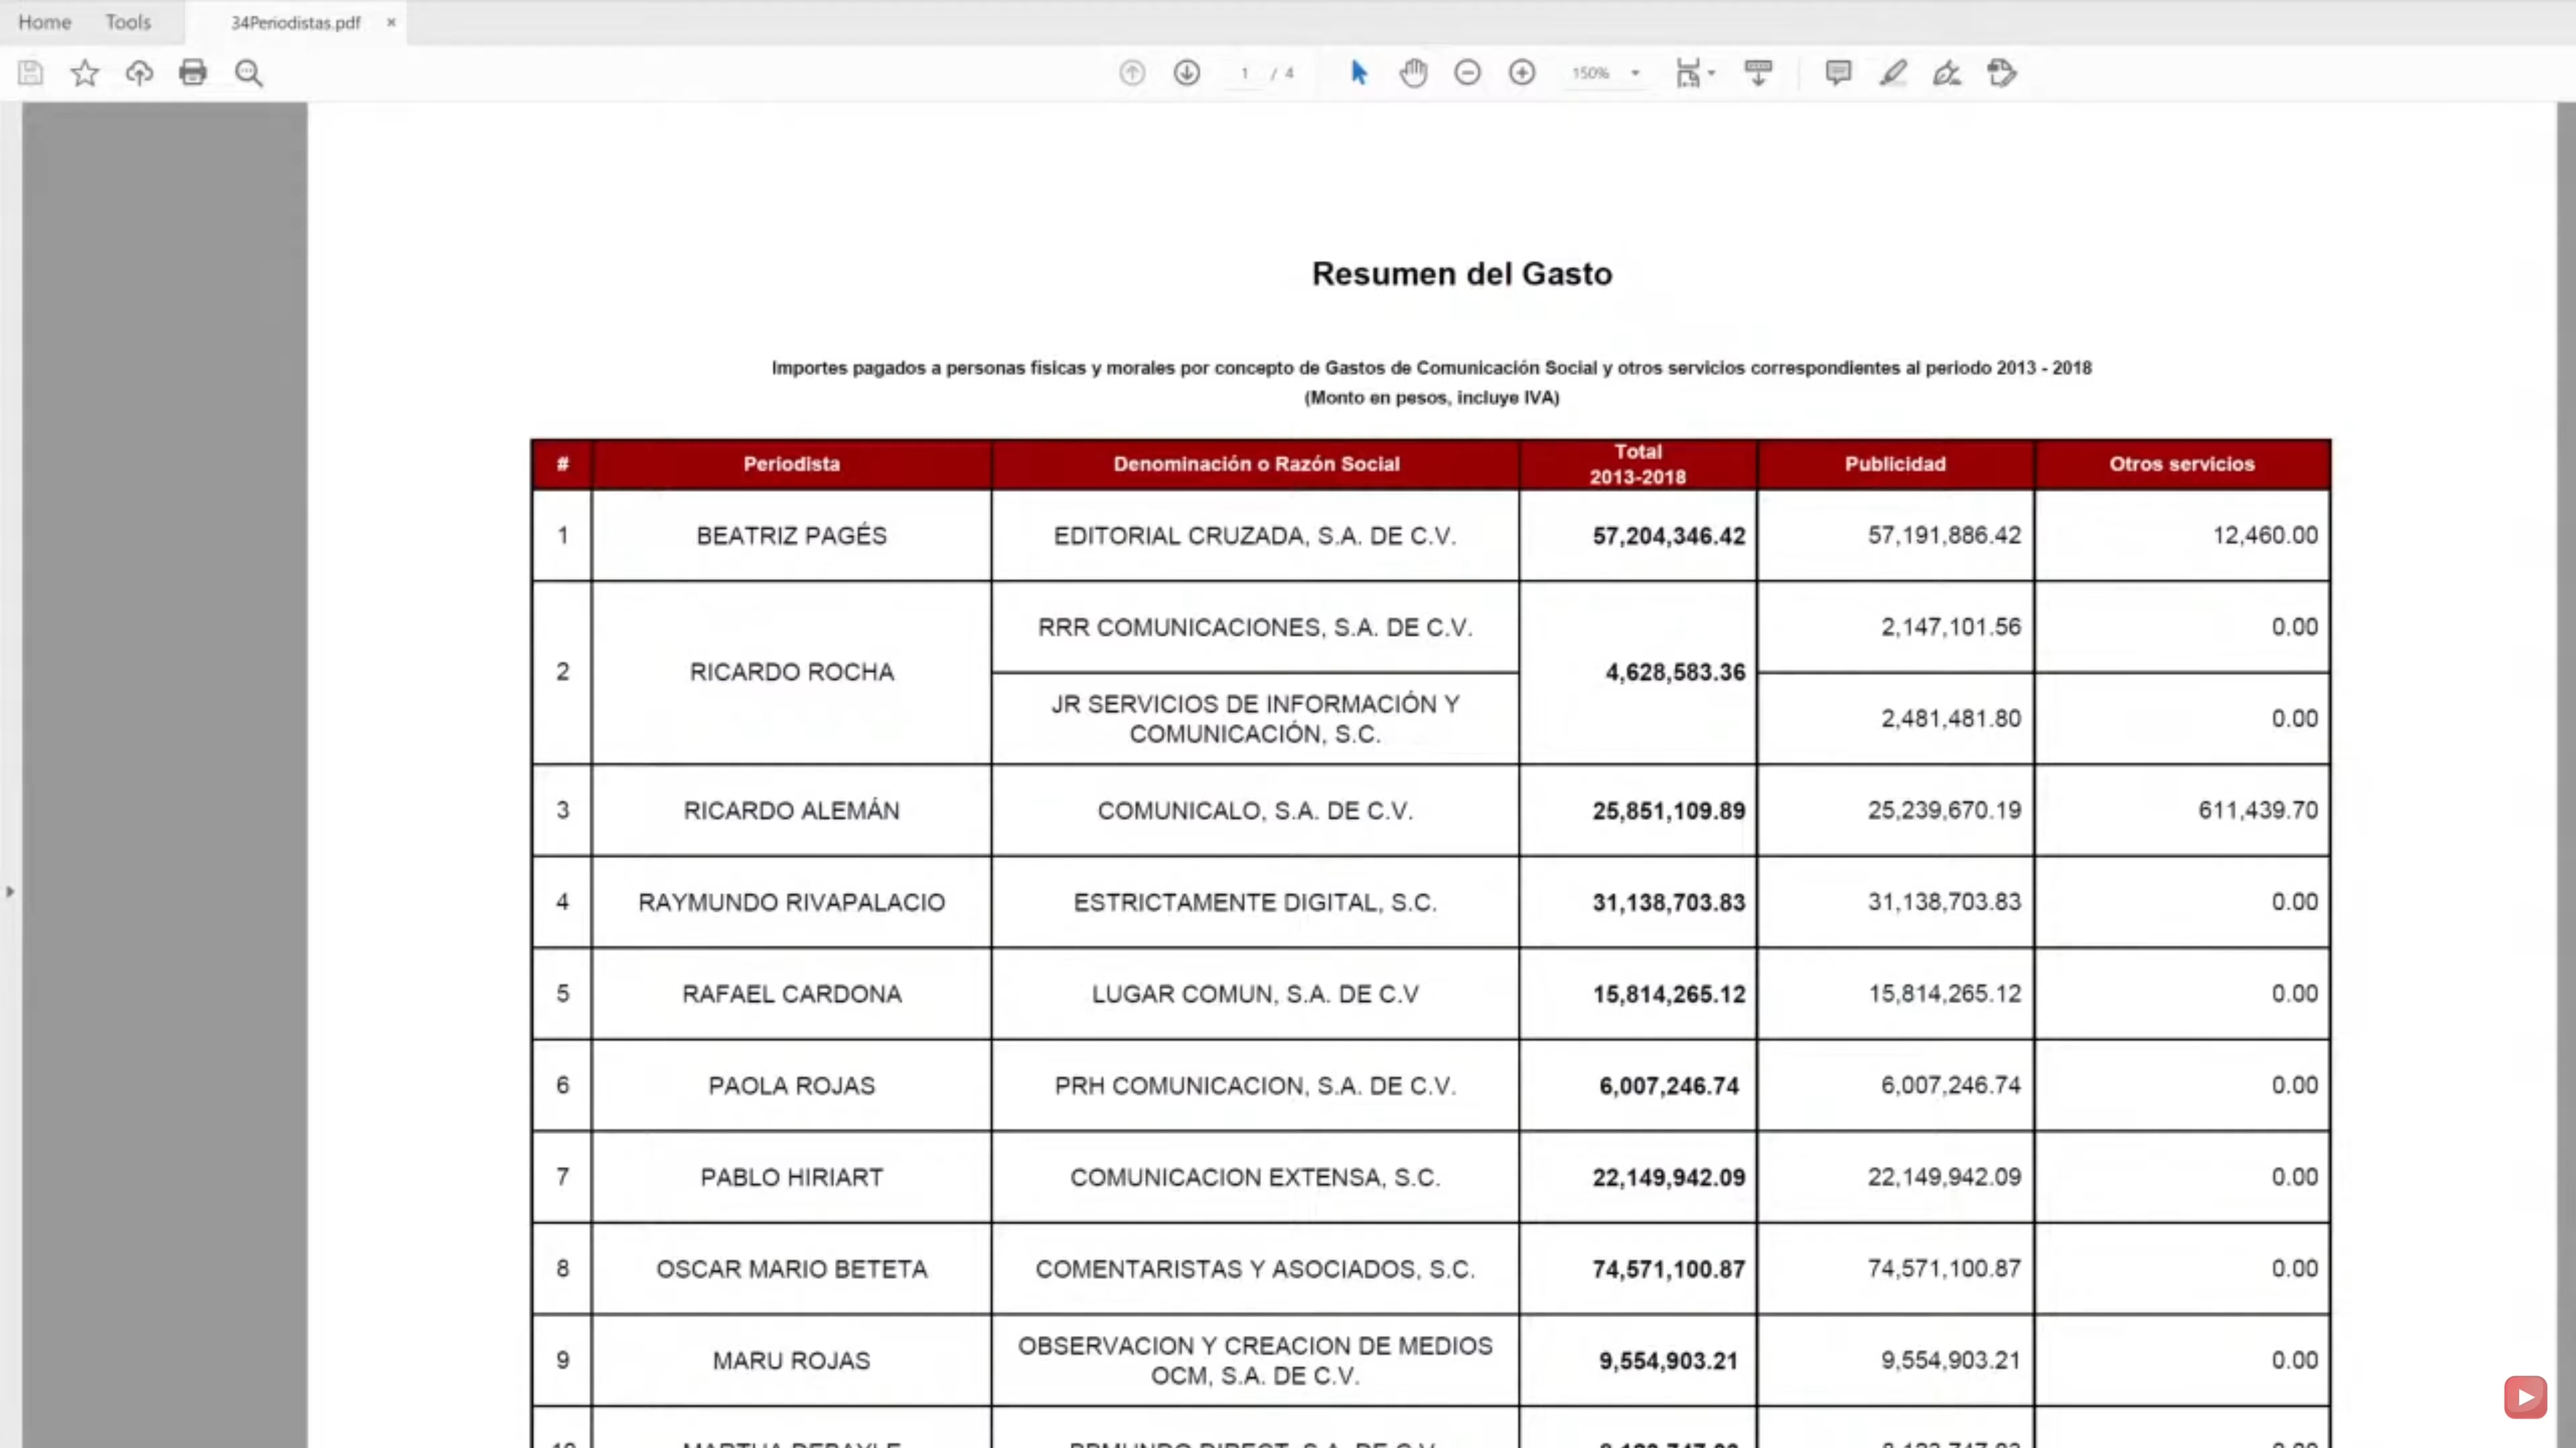 Home Tools 34Periodistas.pdf ×
1 / 4 150%
Resumen del Gasto
Importes pagados a personas físicas y morales por concepto de Gastos de Comunicación Social y otros servicios correspondientes al periodo 2013 - 2018
(Monto en pesos, incluye IVA)
# Periodista Denominación o Razón Social Total 2013-2018 Publicidad Otros servicios
1 BEATRIZ PAGÉS EDITORIAL CRUZADA, S.A. DE C.V. 57,204,346.42 57,191,886.42 12,460.00
2 RICARDO ROCHA RRR COMUNICACIONES, S.A. DE C.V. 4,628,583.36 2,147,101.56 0.00
JR SERVICIOS DE INFORMACIÓN Y
COMUNICACIÓN, S.C. 2,481,481.80 0.00
3 RICARDO ALEMÁN COMUNICALO, S.A. DE C.V. 25,851,109.89 25,239,670.19 611,439.70
4 RAYMUNDO RIVAPALACIO ESTRICTAMENTE DIGITAL, S.C. 31,138,703.83 31,138,703.83 0.00
5 RAFAEL CARDONA LUGAR COMUN, S.A. DE C.V 15,814,265.12 15,814,265.12 0.00
6 PAOLA ROJAS PRH COMUNICACION, S.A. DE C.V. 6,007,246.74 6,007,246.74 0.00
7 PABLO HIRIART COMUNICACION EXTENSA, S.C. 22,149,942.09 22,149,942.09 0.00
8 OSCAR MARIO BETETA COMENTARISTAS Y ASOCIADOS, S.C. 74,571,100.87 74,571,100.87 0.00
9 MARU ROJAS OBSERVACION Y CREACION DE MEDIOS
OCM, S.A. DE C.V. 9,554,903.21 9,554,903.21 0.00